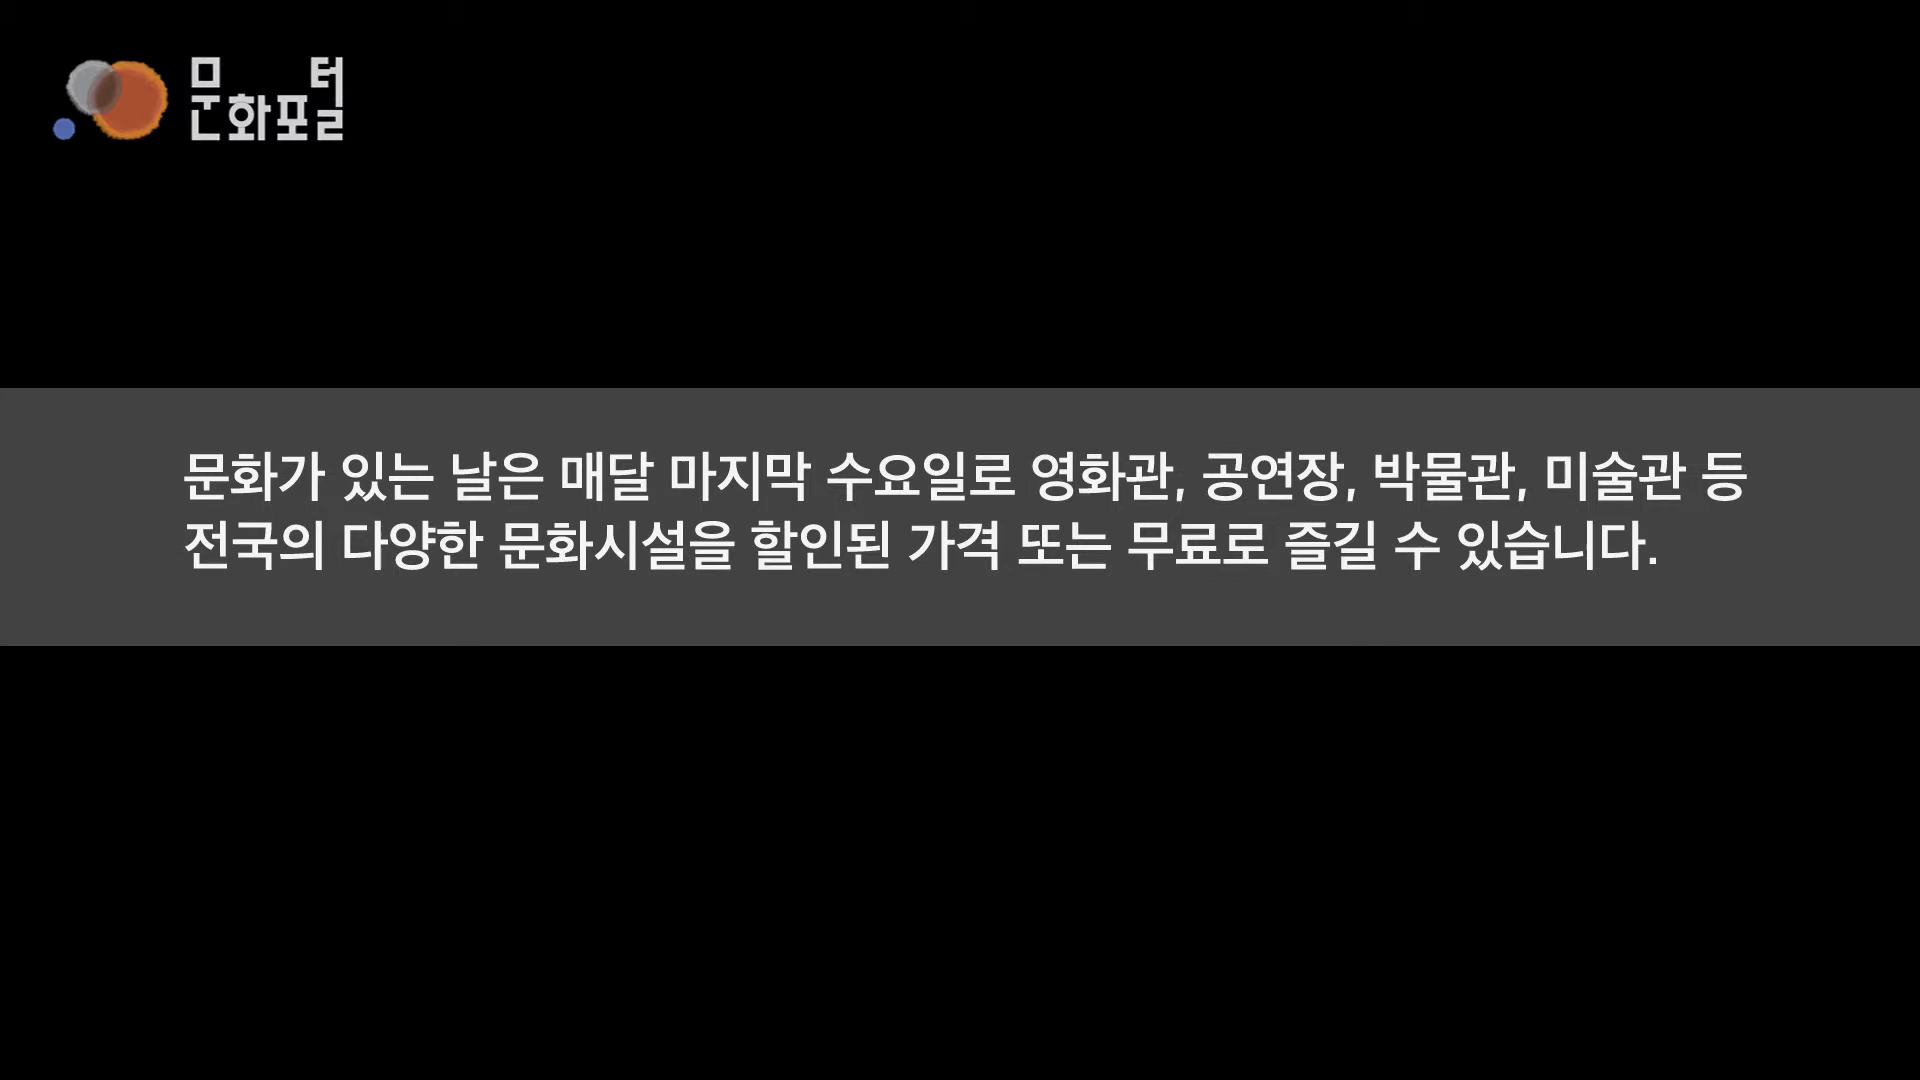 문화포털
문화가 있는 날은 매달 마지막 수요일로 영화관, 공연장, 박물관, 미술관 등
전국의 다양한 문화시설을 할인된 가격 또는 무료로 즐길 수 있습니다.